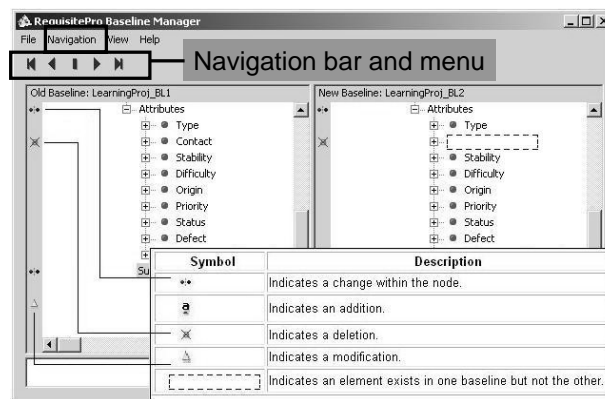 RequisitePro Baseline Manager
File Navigation View Help
Navigation bar and menu
Old Baseline: LearningProj_BL1
Attributes
Type
Contact
Stability
Difficulty
Origin
Priority
Status
Defect
Su
New Baseline: LearningProj_BL2
Attributes
Type
Stability
Difficulty
Origin
Priority
Status
Defect
Symbol Description
Indicates a change within the node.
a Indicates an addition.
Indicates a deletion.
Indicates a modification.
Indicates an element exists in one baseline but not the other.